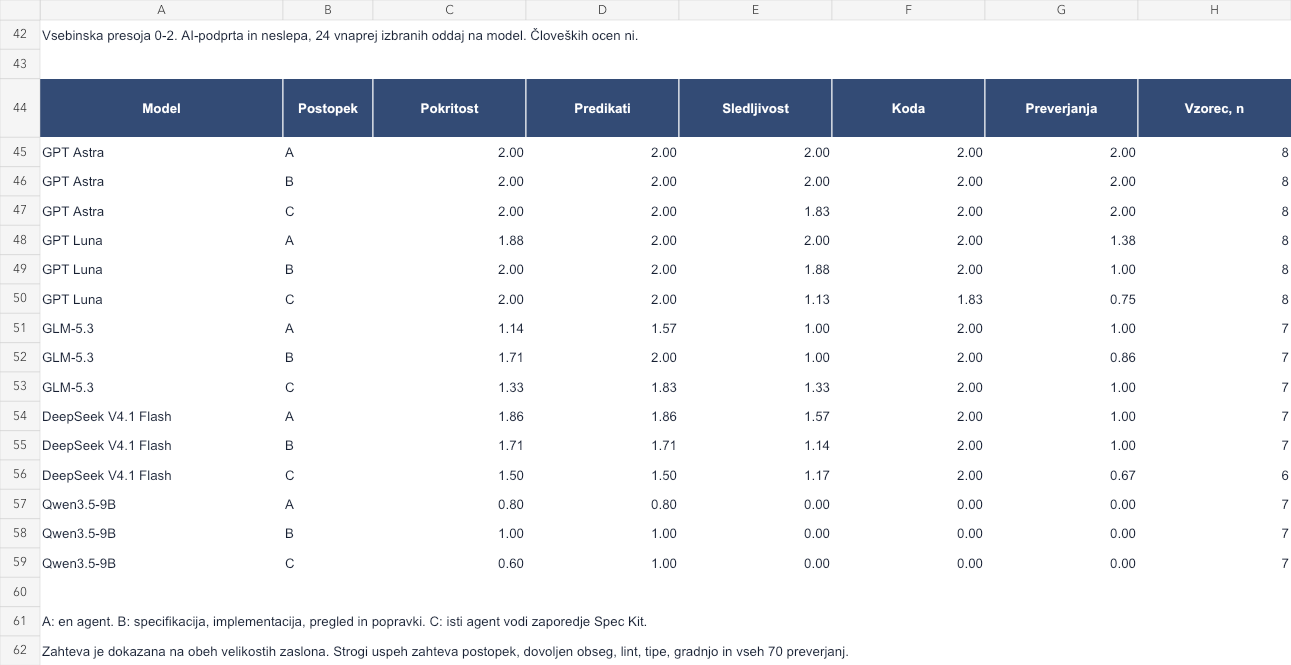 A B C D E F G H
42 Vsebinska presoja 0-2. AI-podprta in neslepa, 24 vnaprej izbranih oddaj na model. Človeških ocen ni.
43
44 Model Postopek Pokritost Predikati Sledljivost Koda Preverjanja Vzorec, n
45 GPT Astra A 2.00 2.00 2.00 2.00 2.00 8
46 GPT Astra B 2.00 2.00 2.00 2.00 2.00 8
47 GPT Astra C 2.00 2.00 1.83 2.00 2.00 8
48 GPT Luna A 1.88 2.00 2.00 2.00 1.38 8
49 GPT Luna B 2.00 2.00 1.88 2.00 1.00 8
50 GPT Luna C 2.00 2.00 1.13 1.83 0.75 8
51 GLM-5.3 A 1.14 1.57 1.00 2.00 1.00 7
52 GLM-5.3 B 1.71 2.00 1.00 2.00 0.86 7
53 GLM-5.3 C 1.33 1.83 1.33 2.00 1.00 7
54 DeepSeek V4.1 Flash A 1.86 1.86 1.57 2.00 1.00 7
55 DeepSeek V4.1 Flash B 1.71 1.71 1.14 2.00 1.00 7
56 DeepSeek V4.1 Flash C 1.50 1.50 1.17 2.00 0.67 6
57 Qwen3.5-9B A 0.80 0.80 0.00 0.00 0.00 7
58 Qwen3.5-9B B 1.00 1.00 0.00 0.00 0.00 7
59 Qwen3.5-9B C 0.60 1.00 0.00 0.00 0.00 7
60
61 A: en agent. B: specifikacija, implementacija, pregled in popravki. C: isti agent vodi zaporedje Spec Kit.
62 Zahteva je dokazana na obeh velikostih zaslona. Strogi uspeh zahteva postopek, dovoljen obseg, lint, tipe, gradnjo in vseh 70 preverjanj.